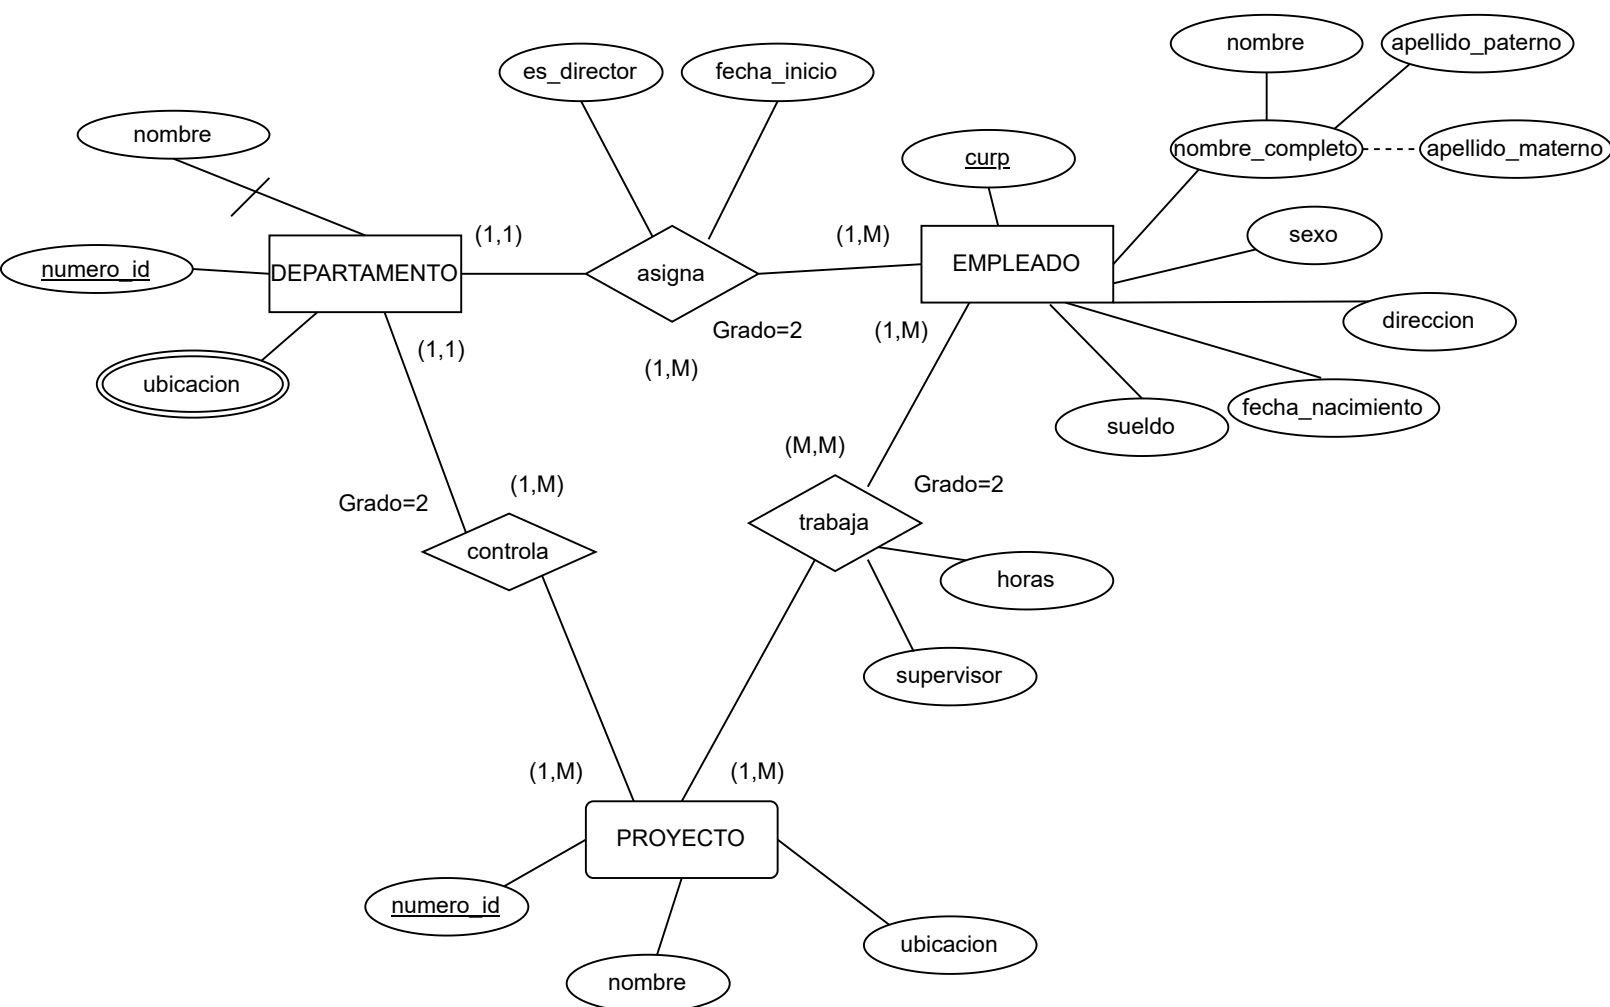 nombre
apellido_paterno
es_director
fecha_inicio
nombre
nombre_completo
apellido_materno
curp
(1,1)
(1,M)
sexo
numero_id
DEPARTAMENTO
asigna
EMPLEADO
(1,1)
Grado=2
(1,M)
direccion
ubicacion
(1,M)
sueldo
fecha_nacimiento
(M,M)
Grado=2
(1,M)
Grado=2
controla
trabaja
horas
supervisor
(1,M)
(1,M)
PROYECTO
numero_id
ubicacion
nombre